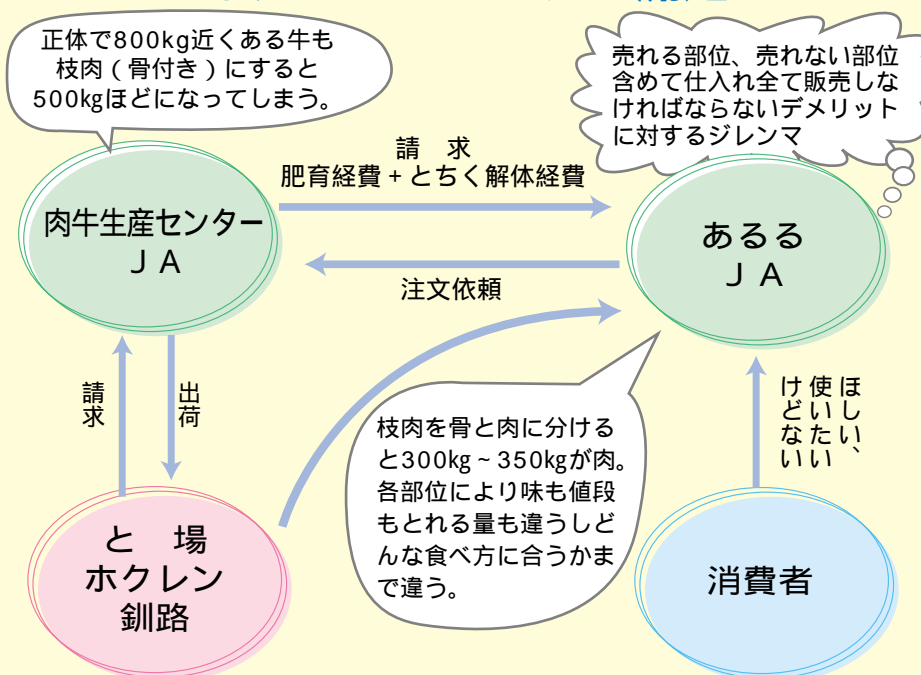 正体で800kg近くある牛も
枝肉（骨付き）にすると
500kgほどになってしまう。
売れる部位、売れない部位
含めて仕入れ全て販売しな
ければならないデメリット
に対するジレンマ
請　求
肥育経費＋とちく解体経費
肉牛生産センター
ＪＡ
あるる
ＪＡ
注文依頼
請求
出荷
枝肉を骨と肉に分ける
と300kg～350kgが肉。
各部位により味も値段
もとれる量も違うしど
んな食べ方に合うかま
で違う。
ほしい、
使いたい
けどない
と　場
ホクレン
釧路
消費者